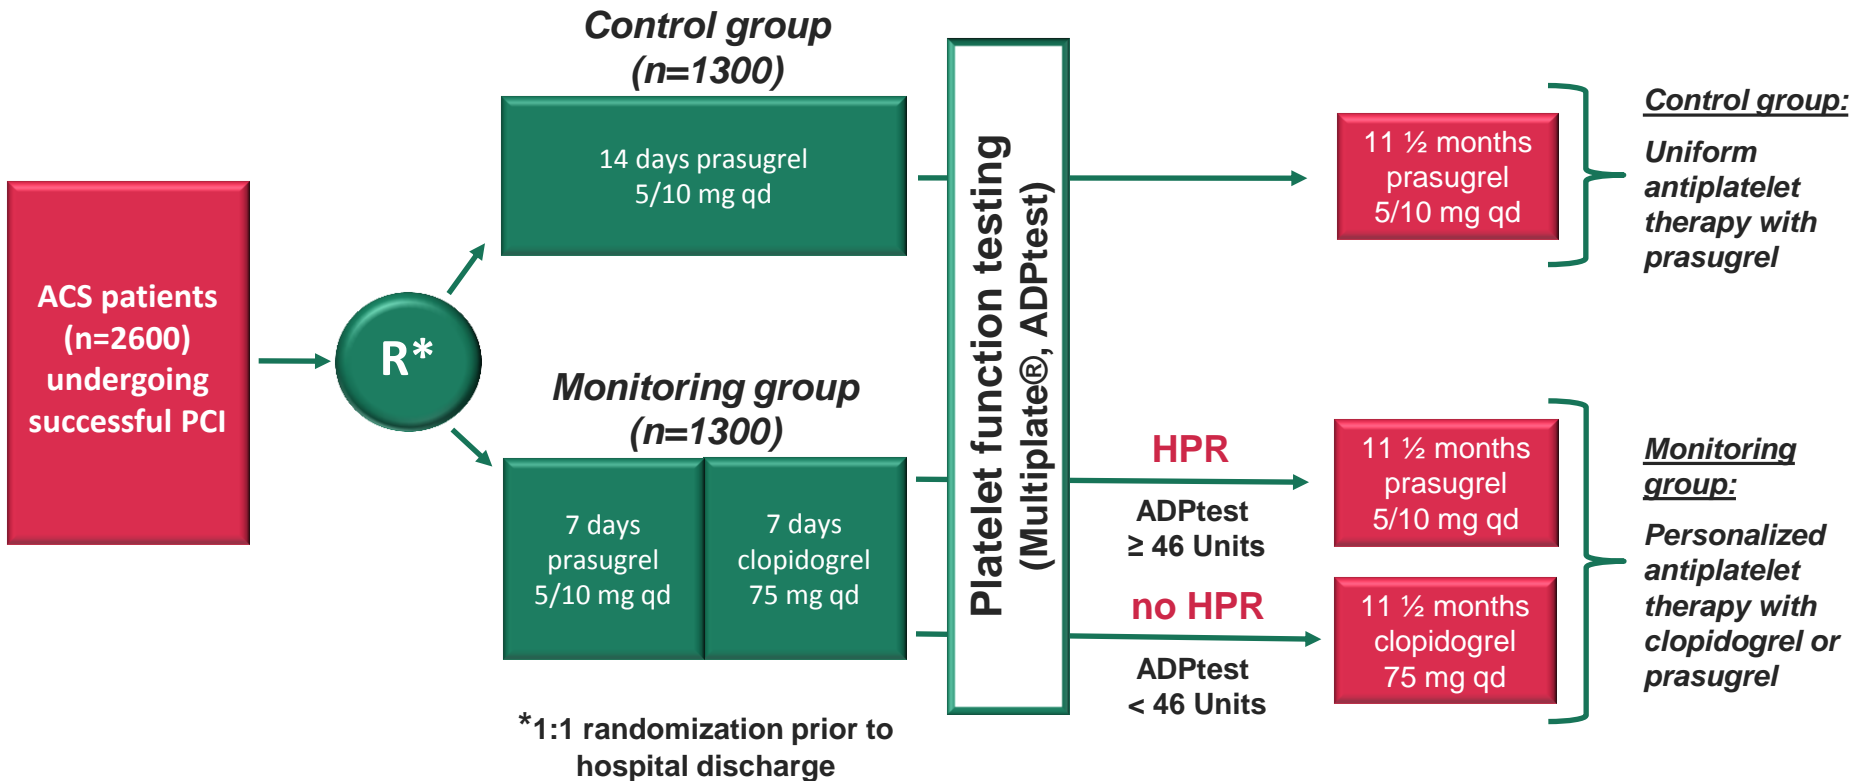 ACS patients
(n=2600)
undergoing
successful PCI
R*
Control group
(n=1300)
14 days prasugrel
5/10 mg qd
Monitoring group
(n=1300)
7 days
prasugrel
5/10 mg qd
7 days
clopidogrel
75 mg qd
*1:1 randomization prior to
hospital discharge
Platelet function testing
(Multiplate®, ADPtest)
HPR
ADPtest
≥ 46 Units
no HPR
ADPtest
< 46 Units
11 ½ months
prasugrel
5/10 mg qd
11 ½ months
prasugrel
5/10 mg qd
11 ½ months
clopidogrel
75 mg qd
Control group:
Uniform
antiplatelet
therapy with
prasugrel
Monitoring
group:
Personalized
antiplatelet
therapy with
clopidogrel or
prasugrel